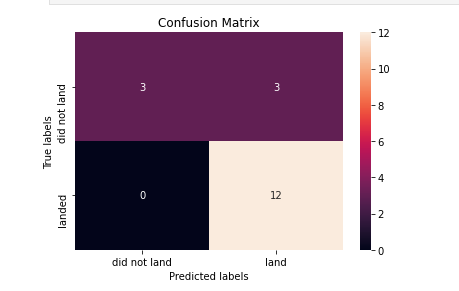 Confusion Matrix
True labels
did not land
landed
3
3
0
12
did not land
land
Predicted labels
12
10
8
6
4
2
0